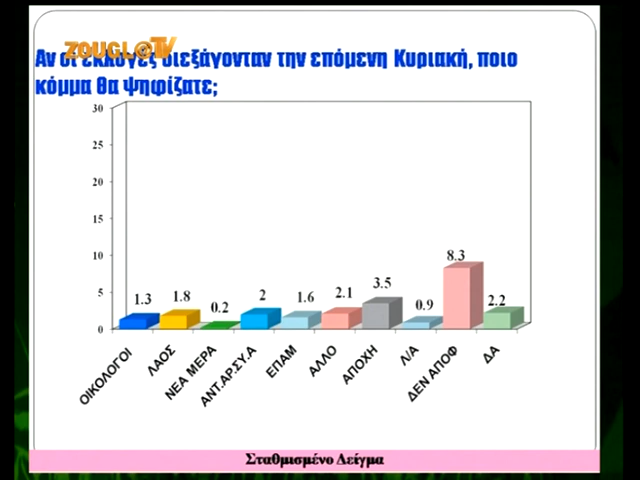 ZOUGL@TV
Αν οι εκλογές διεξάγονταν την επόμενη Κυριακή, ποιο
κόμμα θα ψηφίζατε;
30
25
20
15
10
5
0
1.3
1.8
0.2
2
1.6
2.1
3.5
0.9
8.3
2.2
ΟΙΚΟΛΟΓΟΙ
ΛΑΟΣ
ΝΕΑ ΜΕΡΑ
ΑΝΤ.ΑΡ.ΣΥ.Α
ΕΠΑΜ
ΑΛΛΟ
ΑΠΟΧΗ
Λ/Α
ΔΕΝ ΑΠΟΦ
ΔΑ
Σταθμισμένο Δείγμα